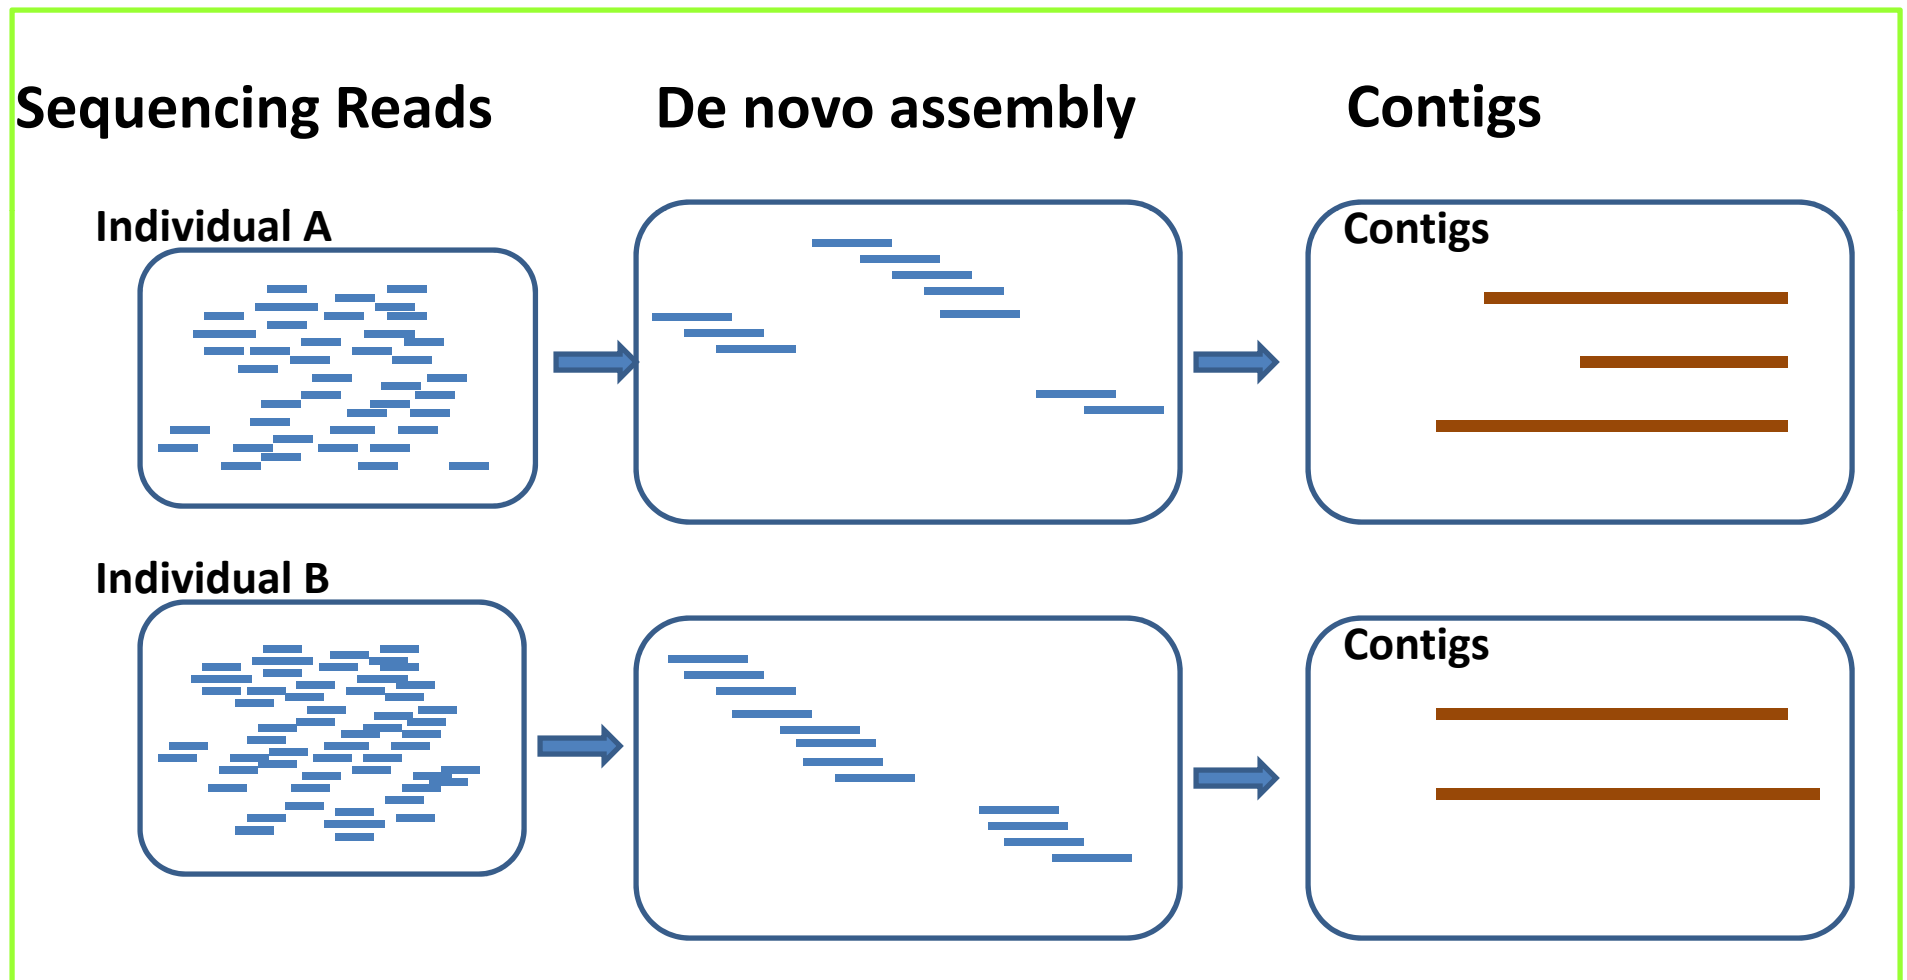 Sequencing Reads
De novo assembly
Contigs
Individual A
Contigs
Individual B
Contigs